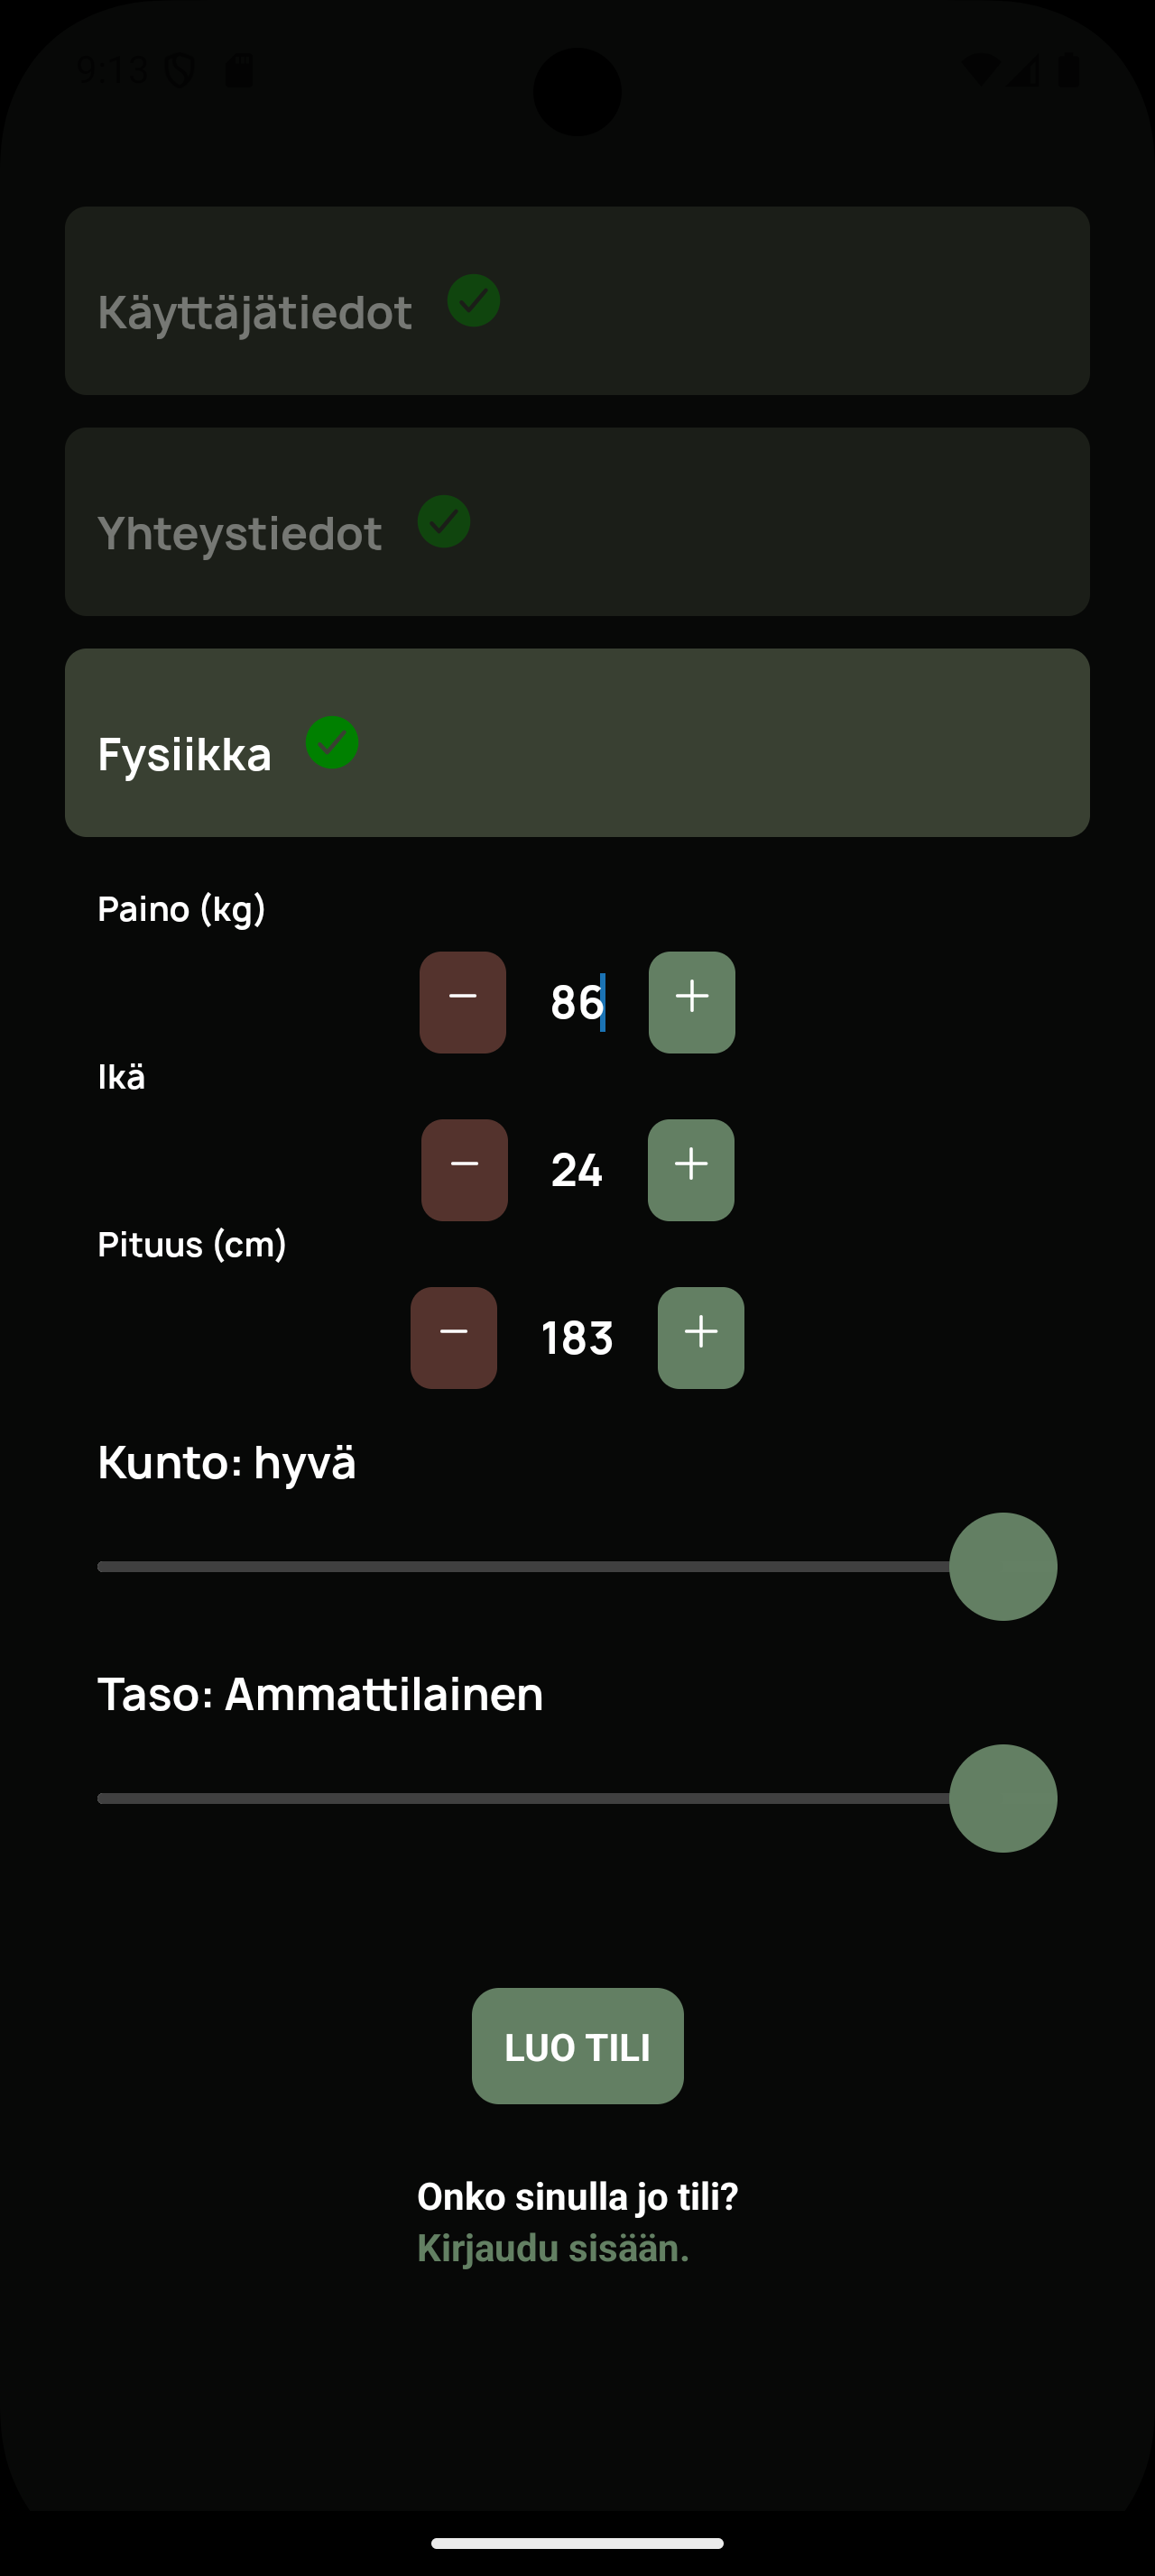 9:13
Käyttäjätiedot
Yhteystiedot
Fysiikka
Paino (kg)
− 86 +
Ikä
− 24 +
Pituus (cm)
− 183 +
Kunto: hyvä
Taso: Ammattilainen
LUO TILI
Onko sinulla jo tili?
Kirjaudu sisään.